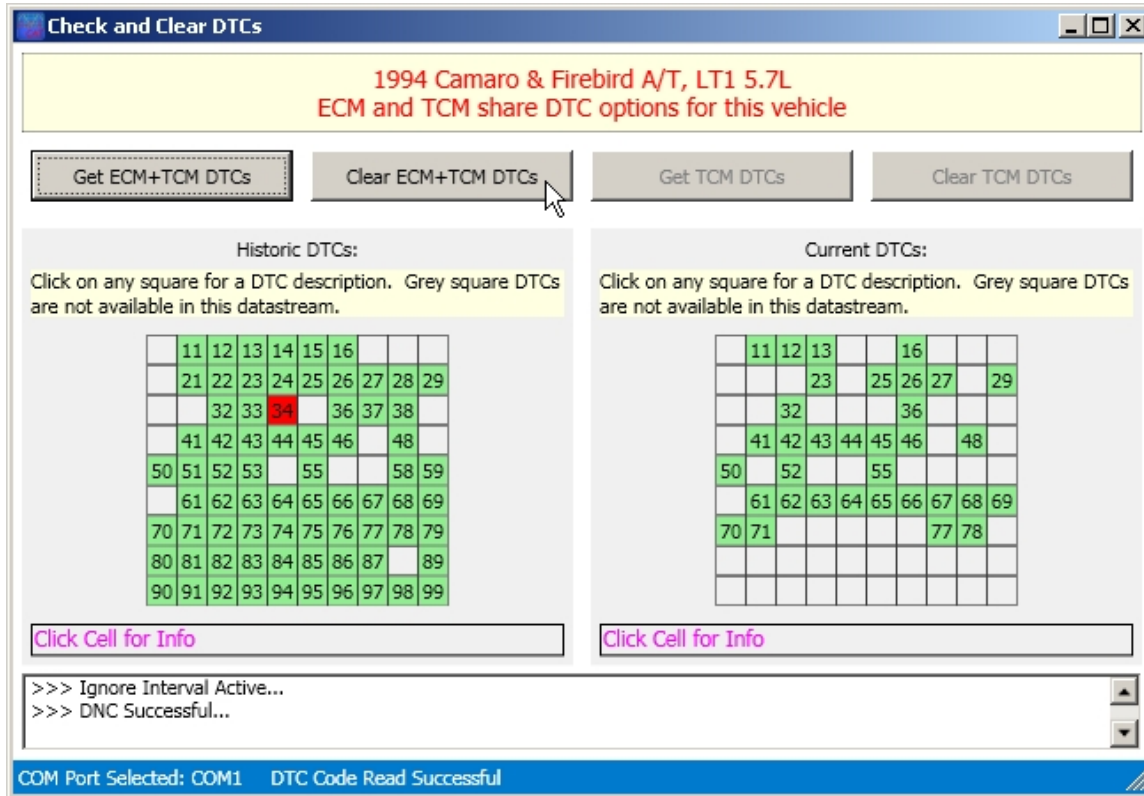 Check and Clear DTCs
1994 Camaro & Firebird A/T, LT1 5.7L
ECM and TCM share DTC options for this vehicle
Get ECM+TCM DTCs
Clear ECM+TCM DTCs
Get TCM DTCs
Clear TCM DTCs
Historic DTCs:
Click on any square for a DTC description. Grey square DTCs
are not available in this datastream.
11 12 13 14 15 16
21 22 23 24 25 26 27 28 29
32 33 34 36 37 38
41 42 43 44 45 46 48
50 51 52 53 55 58 59
61 62 63 64 65 66 67 68 69
70 71 72 73 74 75 76 77 78 79
80 81 82 83 84 85 86 87 89
90 91 92 93 94 95 96 97 98 99
Click Cell for Info
Current DTCs:
Click on any square for a DTC description. Grey square DTCs
are not available in this datastream.
11 12 13 16
23 25 26 27 29
32 36
41 42 43 44 45 46 48
50 52 55
61 62 63 64 65 66 67 68 69
70 71 77 78
Click Cell for Info
>>> Ignore Interval Active...
>>> DNC Successful...
COM Port Selected: COM1 DTC Code Read Successful